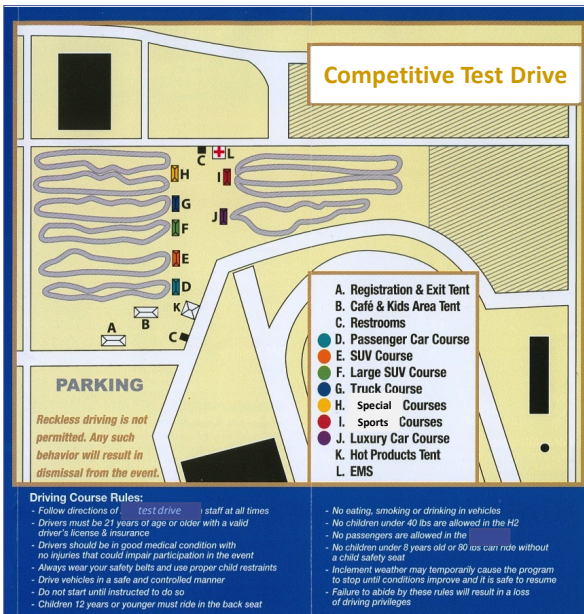 Competitive Test Drive
C
L
H
I
G
J
F
E
D
K
B
A
C
A. Registration & Exit Tent
B. Café & Kids Area Tent
C. Restrooms
D. Passenger Car Course
E. SUV Course
F. Large SUV Course
G. Truck Course
H. Special Courses
I. Sports Courses
J. Luxury Car Course
K. Hot Products Tent
L. EMS
PARKING
Reckless driving is not
permitted. Any such
behavior will result in
dismissal from the event.
Driving Course Rules:
- Follow directions of test drive staff at all times
- Drivers must be 21 years of age or older with a valid
driver's license & insurance
- Drivers should be in good medical condition with
no injuries that could impair participation in the event
- Always wear your safety belts and use proper child restraints
- Drive vehicles in a safe and controlled manner
- Do not start until instructed to do so
- Children 12 years or younger must ride in the back seat
- No eating, smoking or drinking in vehicles
- No children under 40 lbs are allowed in the H2
- No passengers are allowed in the
- No children under 8 years old or 80 lbs can ride without
a child safety seat
- Inclement weather may temporarily cause the program
to stop until conditions improve and it is safe to resume
- Failure to abide by these rules will result in a loss
of driving privileges